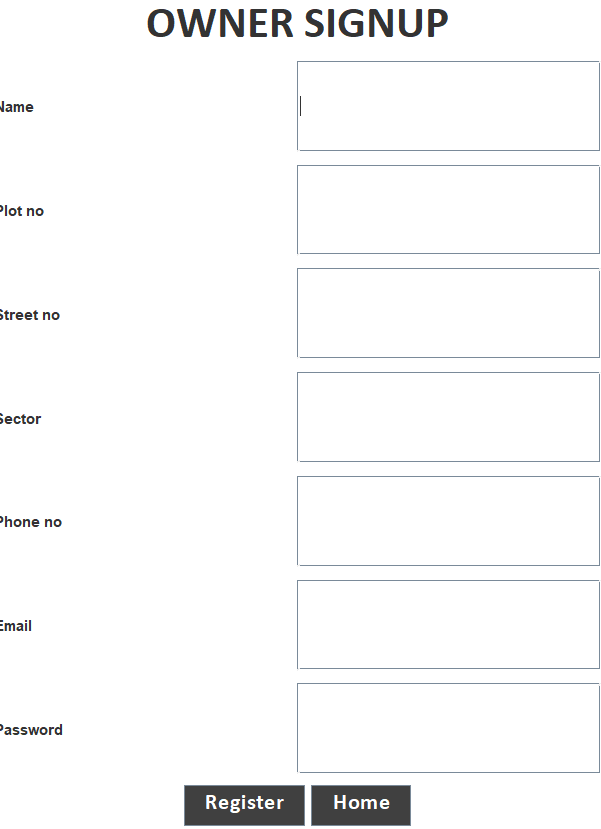 OWNER SIGNUP
Name
Plot no
Street no
Sector
Phone no
Email
Password
Register Home